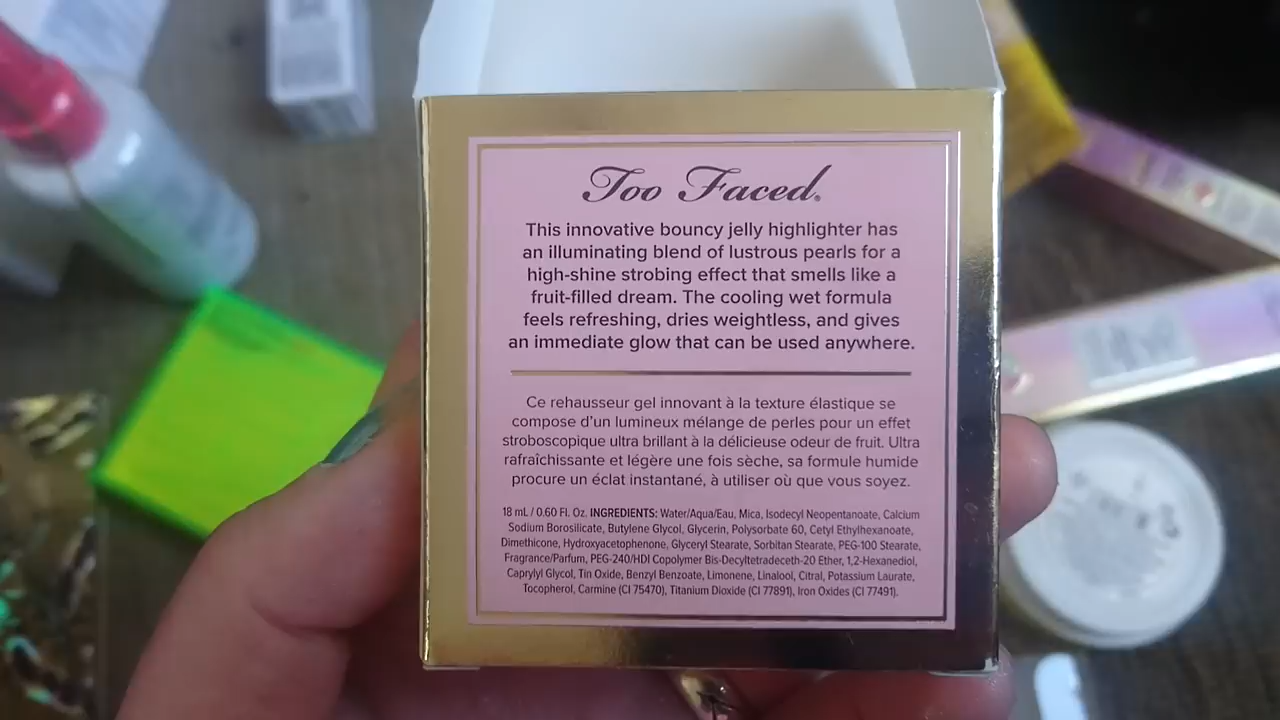 Too Faced.
This innovative bouncy jelly highlighter has
an illuminating blend of lustrous pearls for a
high-shine strobing effect that smells like a
fruit-filled dream. The cooling wet formula
feels refreshing, dries weightless, and gives
an immediate glow that can be used anywhere.
Ce rehausseur gel innovant à la texture élastique se
compose d'un lumineux mélange de perles pour un effet
stroboscopique ultra brillant à la délicieuse odeur de fruit. Ultra
rafraîchissante et légère une fois sèche, sa formule humide
procure un éclat instantané, à utiliser où que vous soyez.
18 mL / 0.60 Fl. Oz. INGREDIENTS: Water/Aqua/Eau, Mica, Isodecyl Neopentanoate, Calcium
Sodium Borosilicate, Butylene Glycol, Glycerin, Polysorbate 60, Cetyl Ethylhexanoate,
Dimethicone, Hydroxyacetophenone, Glyceryl Stearate, Sorbitan Stearate, PEG-100 Stearate,
Fragrance/Parfum, PEG-240/HDI Copolymer Bis-Decyltetradeceth-20 Ether, 1,2-Hexanediol,
Caprylyl Glycol, Tin Oxide, Benzyl Benzoate, Limonene, Linalool, Citral, Potassium Laurate,
Tocopherol, Carmine (CI 75470), Titanium Dioxide (CI 77891), Iron Oxides (CI 77491).